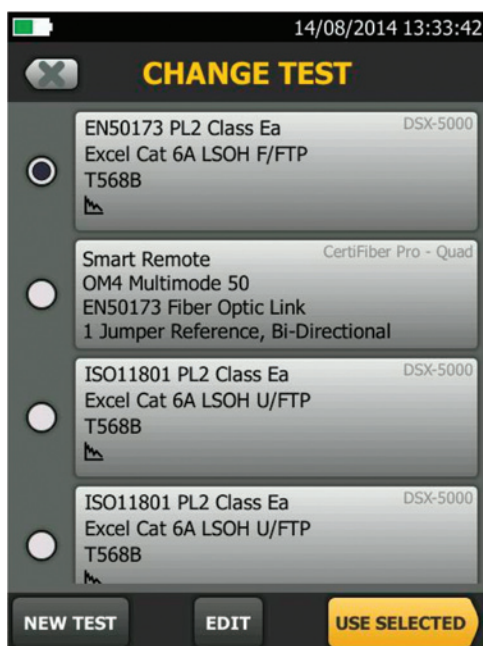 14/08/2014 13:33:42
CHANGE TEST
EN50173 PL2 Class Ea
DSX-5000
Excel Cat 6A LSOH F/FTP
T568B
Smart Remote
CertiFiber Pro - Quad
OM4 Multimode 50
EN50173 Fiber Optic Link
1 Jumper Reference, Bi-Directional
ISO11801 PL2 Class Ea
DSX-5000
Excel Cat 6A LSOH U/FTP
T568B
ISO11801 PL2 Class Ea
DSX-5000
Excel Cat 6A LSOH U/FTP
T568B
NEW TEST
EDIT
USE SELECTED